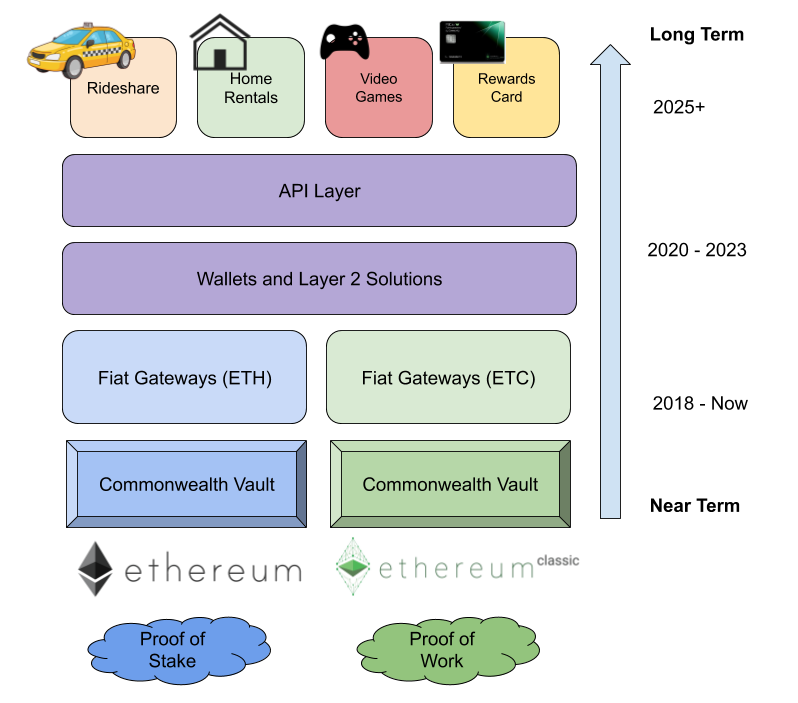 Long Term
Rideshare
Home
Rentals
Video
Games
Rewards
Card
2025+
API Layer
2020 - 2023
Wallets and Layer 2 Solutions
Fiat Gateways (ETH)
Fiat Gateways (ETC)
2018 - Now
Commonwealth Vault
Commonwealth Vault
Near Term
ethereum
ethereum classic
Proof of
Stake
Proof of
Work